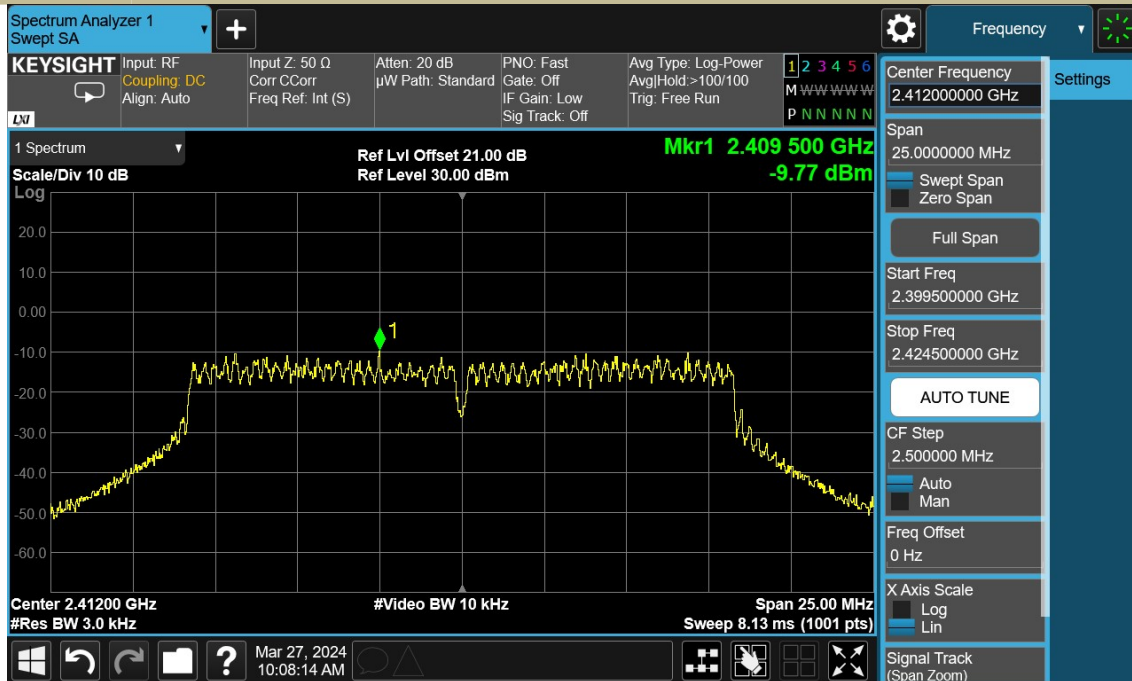 Spectrum Analyzer 1
Swept SA
+
Frequency
KEYSIGHT
LXI
Input: RF
Coupling: DC
Align: Auto
Input Z: 50 Ω
Corr CCorr
Freq Ref: Int (S)
Atten: 20 dB
µW Path: Standard
PNO: Fast
Gate: Off
IF Gain: Low
Sig Track: Off
Avg Type: Log-Power
Avg|Hold:>100/100
Trig: Free Run
1 2 3 4 5 6
M W W W W W
P N N N N N
1 Spectrum
Scale/Div 10 dB
Log
Ref Lvl Offset 21.00 dB
Ref Level 30.00 dBm
Mkr1 2.409 500 GHz
-9.77 dBm
20.0
10.0
0.00
-10.0
-20.0
-30.0
-40.0
-50.0
-60.0
1
Center 2.41200 GHz
#Res BW 3.0 kHz
#Video BW 10 kHz
Span 25.00 MHz
Sweep 8.13 ms (1001 pts)
?
Mar 27, 2024
10:08:14 AM
Center Frequency
2.412000000 GHz
Span
25.0000000 MHz
Swept Span
Zero Span
Full Span
Start Freq
2.399500000 GHz
Stop Freq
2.424500000 GHz
AUTO TUNE
CF Step
2.500000 MHz
Auto
Man
Freq Offset
0 Hz
X Axis Scale
Log
Lin
Signal Track
(Span Zoom)
Settings